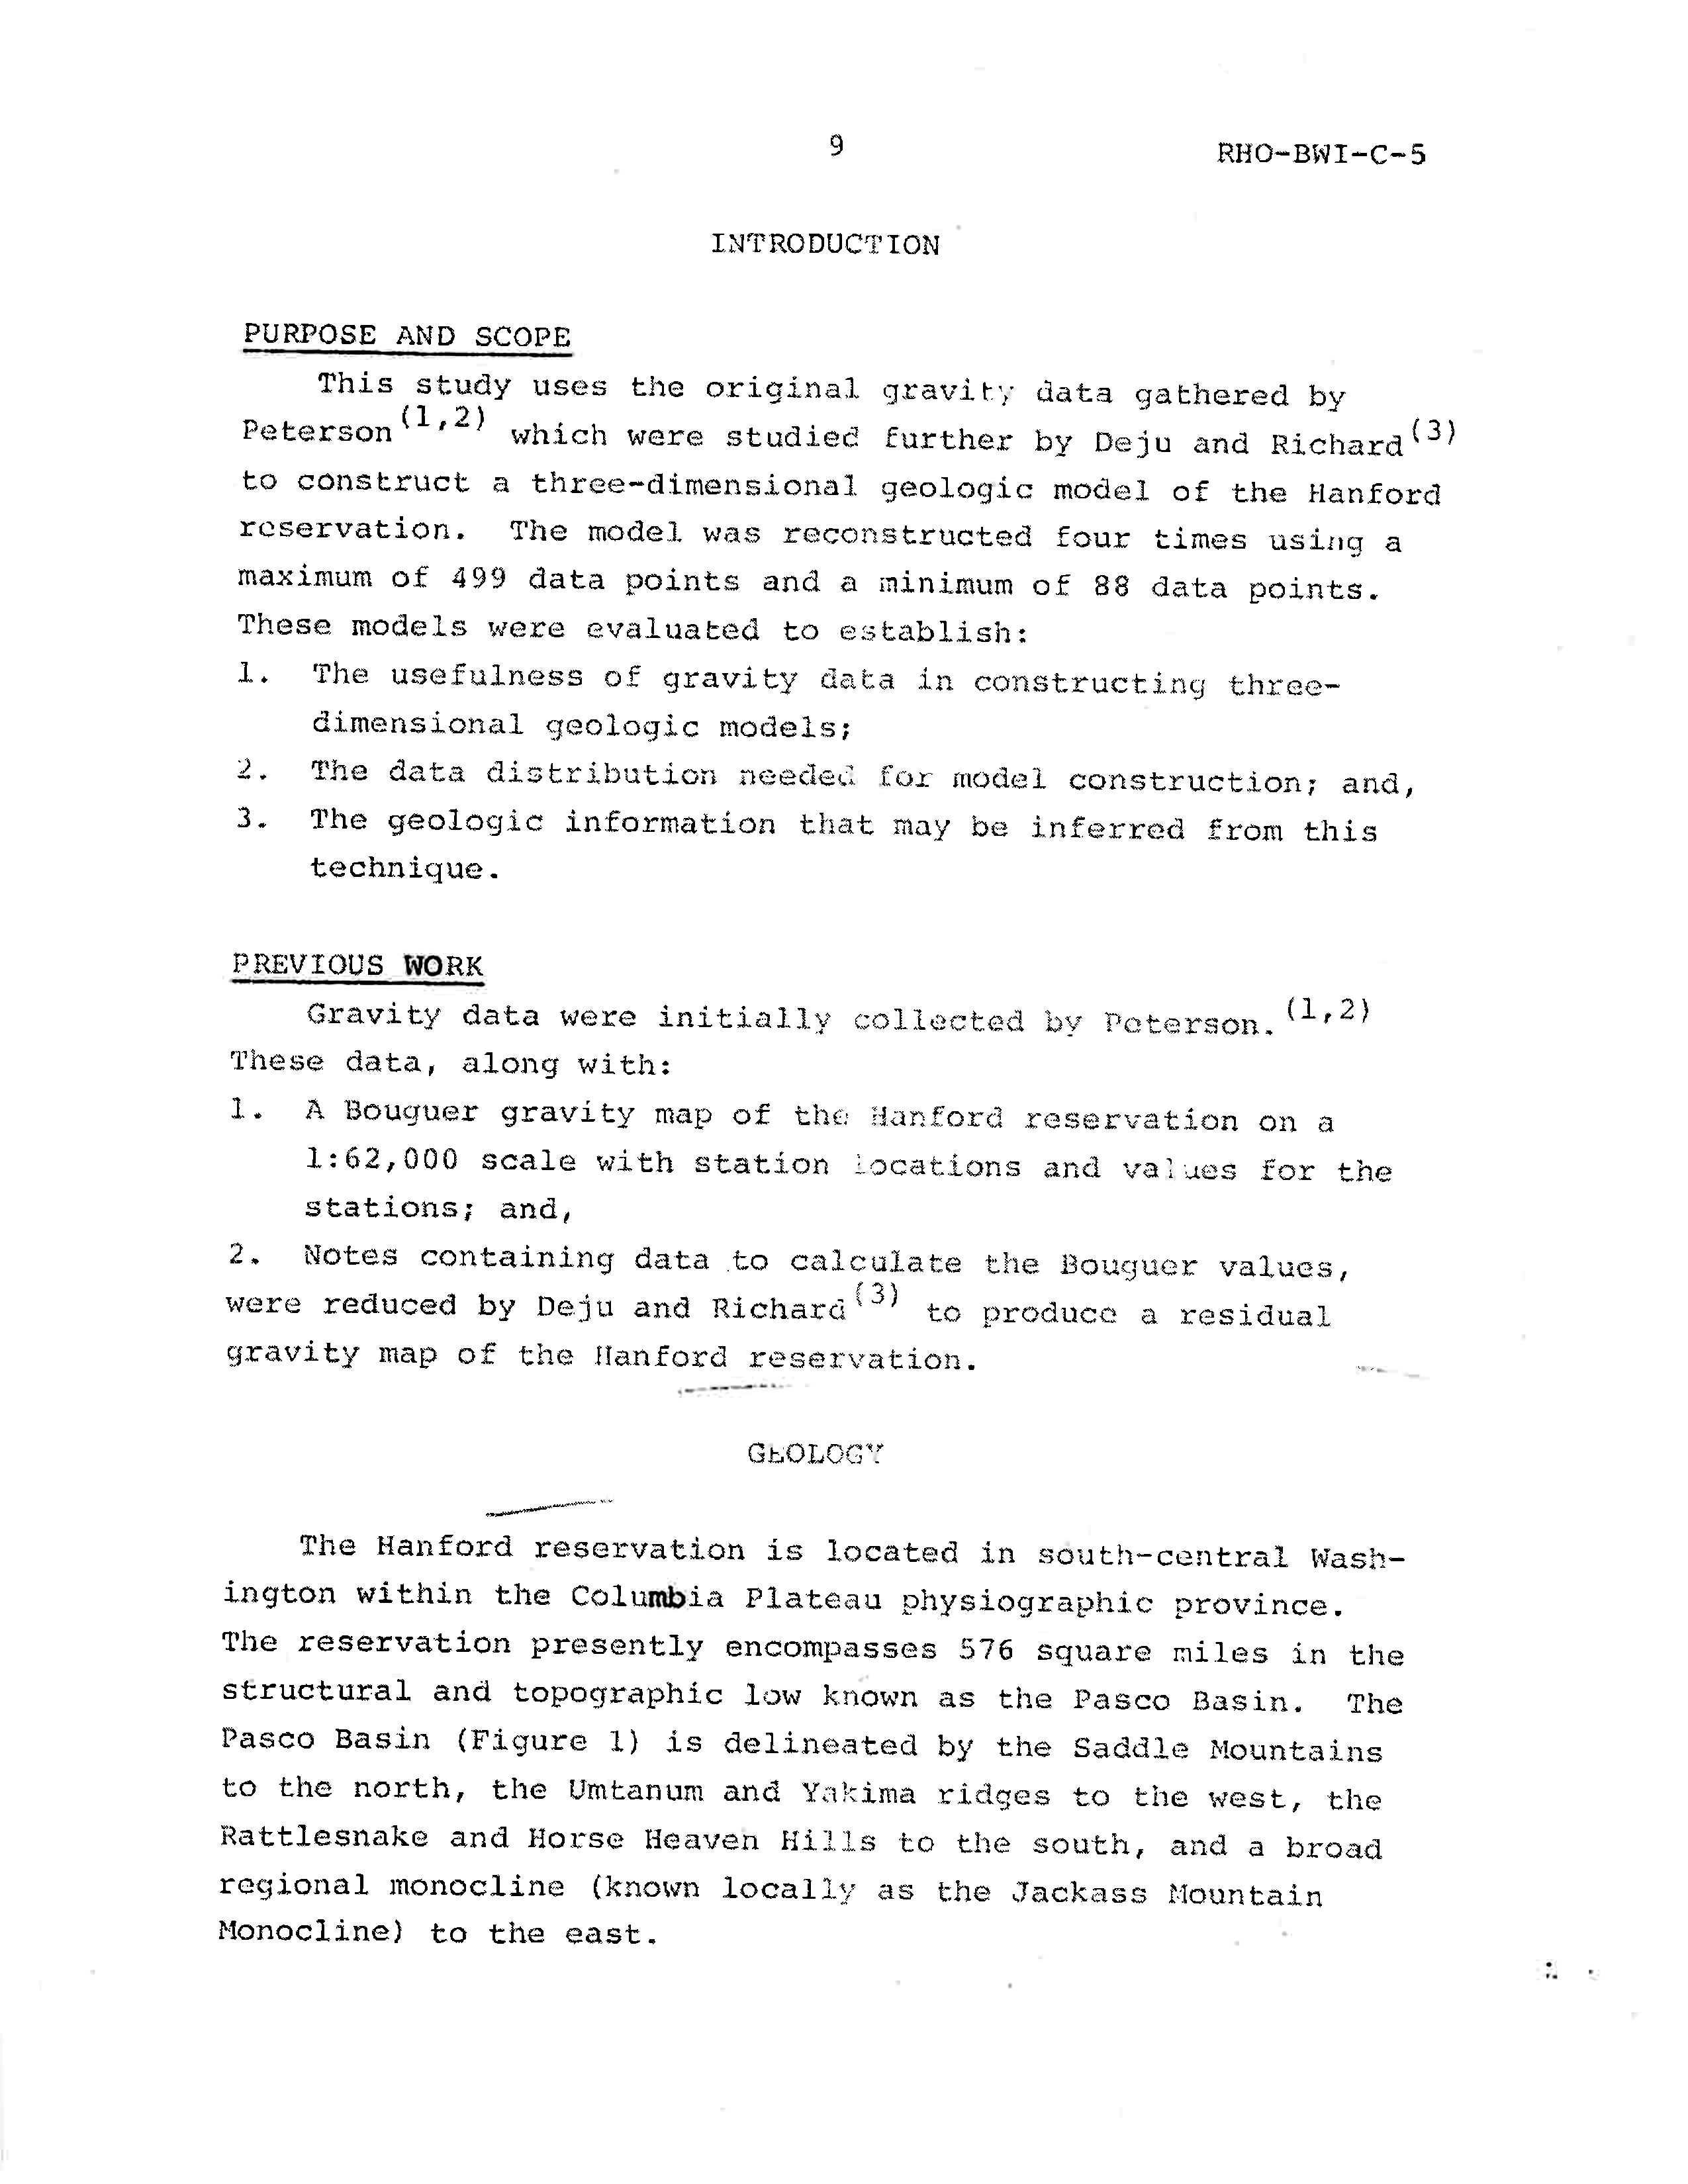 9
RHO-BWI-C-5
INTRODUCTION
PURPOSE AND SCOPE
This study uses the original gravity data gathered by
Peterson(1,2) which were studied further by Deju and Richard(3)
to construct a three-dimensional geologic model of the Hanford
reservation. The model was reconstructed four times using a
maximum of 499 data points and a minimum of 88 data points.
These models were evaluated to establish:
1. The usefulness of gravity data in constructing three-
dimensional geologic models;
2. The data distribution needed for model construction; and,
3. The geologic information that may be inferred from this
technique.
PREVIOUS WORK
Gravity data were initially collected by Peterson.(1,2)
These data, along with:
1. A Bouguer gravity map of the Hanford reservation on a
1:62,000 scale with station locations and values for the
stations; and,
2. Notes containing data to calculate the Bouguer values,
were reduced by Deju and Richard(3) to produce a residual
gravity map of the Hanford reservation.
GEOLOGY
The Hanford reservation is located in south-central Wash-
ington within the Columbia Plateau physiographic province.
The reservation presently encompasses 576 square miles in the
structural and topographic low known as the Pasco Basin. The
Pasco Basin (Figure 1) is delineated by the Saddle Mountains
to the north, the Umtanum and Yakima ridges to the west, the
Rattlesnake and Horse Heaven Hills to the south, and a broad
regional monocline (known locally as the Jackass Mountain
Monocline) to the east.